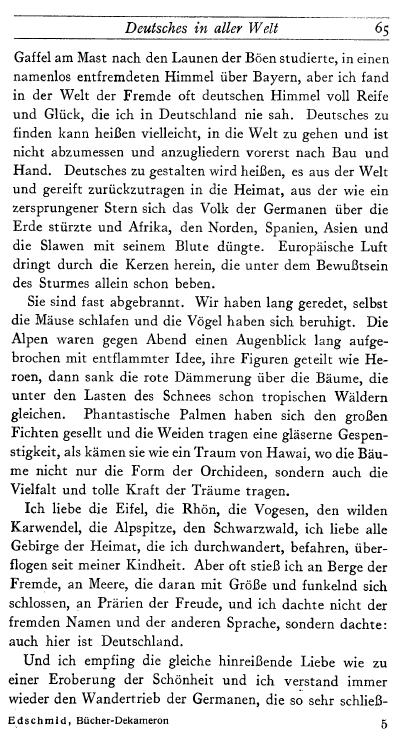 Deutsches in aller Welt 65
Gaffel am Mast nach den Launen der Böen studierte, in einen
namenlos entfremdeten Himmel über Bayern, aber ich fand
in der Welt der Fremde oft deutschen Himmel voll Reife
und Glück, die ich in Deutschland nie sah. Deutsches zu
finden kann heißen vielleicht, in die Welt zu gehen und ist
nicht abzumessen und anzugliedern vorerst nach Bau und
Hand. Deutsches zu gestalten wird heißen, es aus der Welt
und gereift zurückzutragen in die Heimat, aus der wie ein
zersprungener Stern sich das Volk der Germanen über die
Erde stürzte und Afrika, den Norden, Spanien, Asien und
die Slawen mit seinem Blute düngte. Europäische Luft
dringt durch die Kerzen herein, die unter dem Bewußtsein
des Sturmes allein schon beben.
Sie sind fast abgebrannt. Wir haben lang geredet, selbst
die Mäuse schlafen und die Vögel haben sich beruhigt. Die
Alpen waren gegen Abend einen Augenblick lang aufge-
brochen mit entflammter Idee, ihre Figuren geteilt wie He-
roen, dann sank die rote Dämmerung über die Bäume, die
unter den Lasten des Schnees schon tropischen Wäldern
gleichen. Phantastische Palmen haben sich den großen
Fichten gesellt und die Weiden tragen eine gläserne Gespen-
stigkeit, als kämen sie wie ein Traum von Hawai, wo die Bäu-
me nicht nur die Form der Orchideen, sondern auch die
Vielfalt und tolle Kraft der Träume tragen.
Ich liebe die Eifel, die Rhön, die Vogesen, den wilden
Karwendel, die Alpspitze, den Schwarzwald, ich liebe alle
Gebirge der Heimat, die ich durchwandert, befahren, über-
flogen seit meiner Kindheit. Aber oft stieß ich an Berge der
Fremde, an Meere, die daran mit Größe und funkelnd sich
schlossen, an Prärien der Freude, und ich dachte nicht der
fremden Namen und der anderen Sprache, sondern dachte:
auch hier ist Deutschland.
Und ich empfing die gleiche hinreißende Liebe wie zu
einer Eroberung der Schönheit und ich verstand immer
wieder den Wandertrieb der Germanen, die so sehr schließ-
Edschmid, Bücher-Dekameron 5